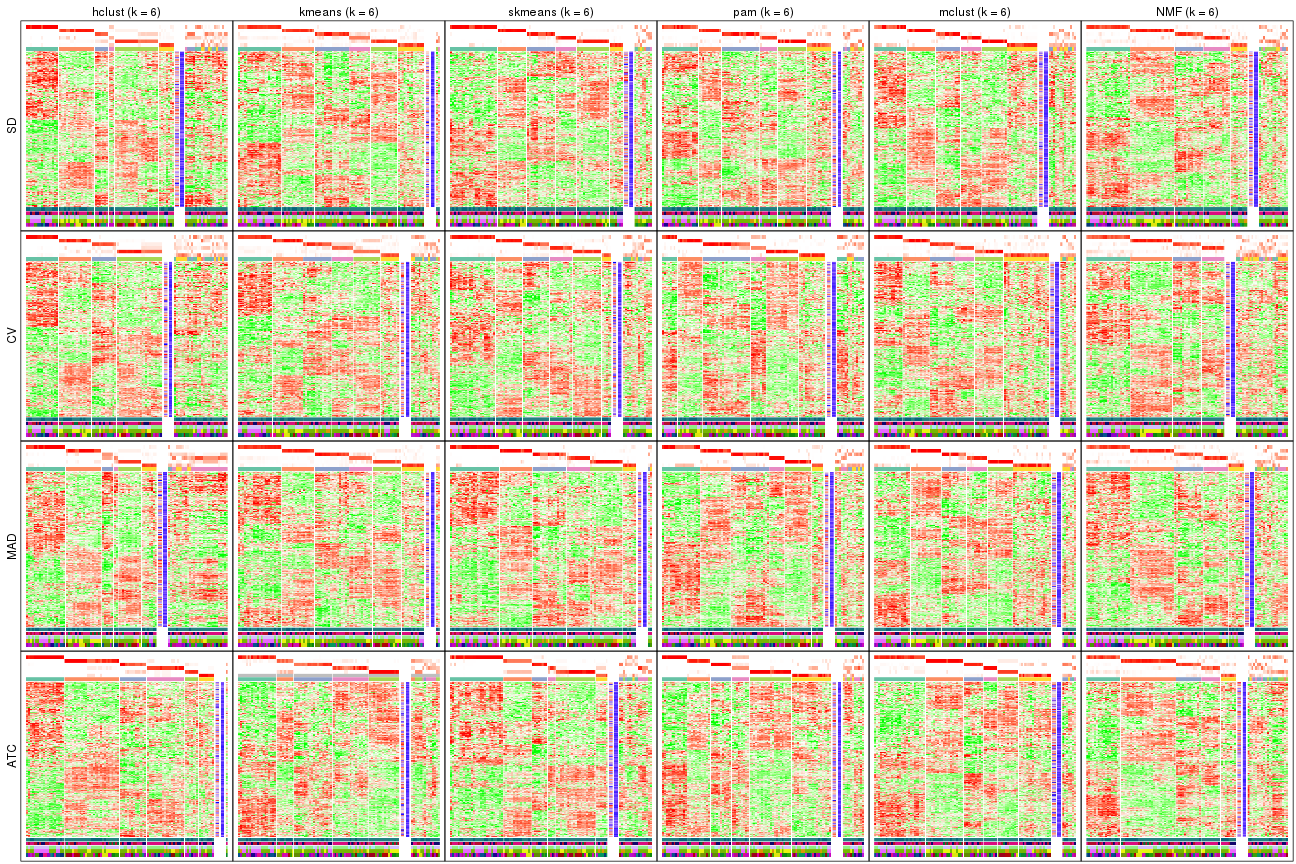 hclust (k = 6) kmeans (k = 6) skmeans (k = 6) pam (k = 6) mclust (k = 6) NMF (k = 6)
SD
CV
MAD
ATC